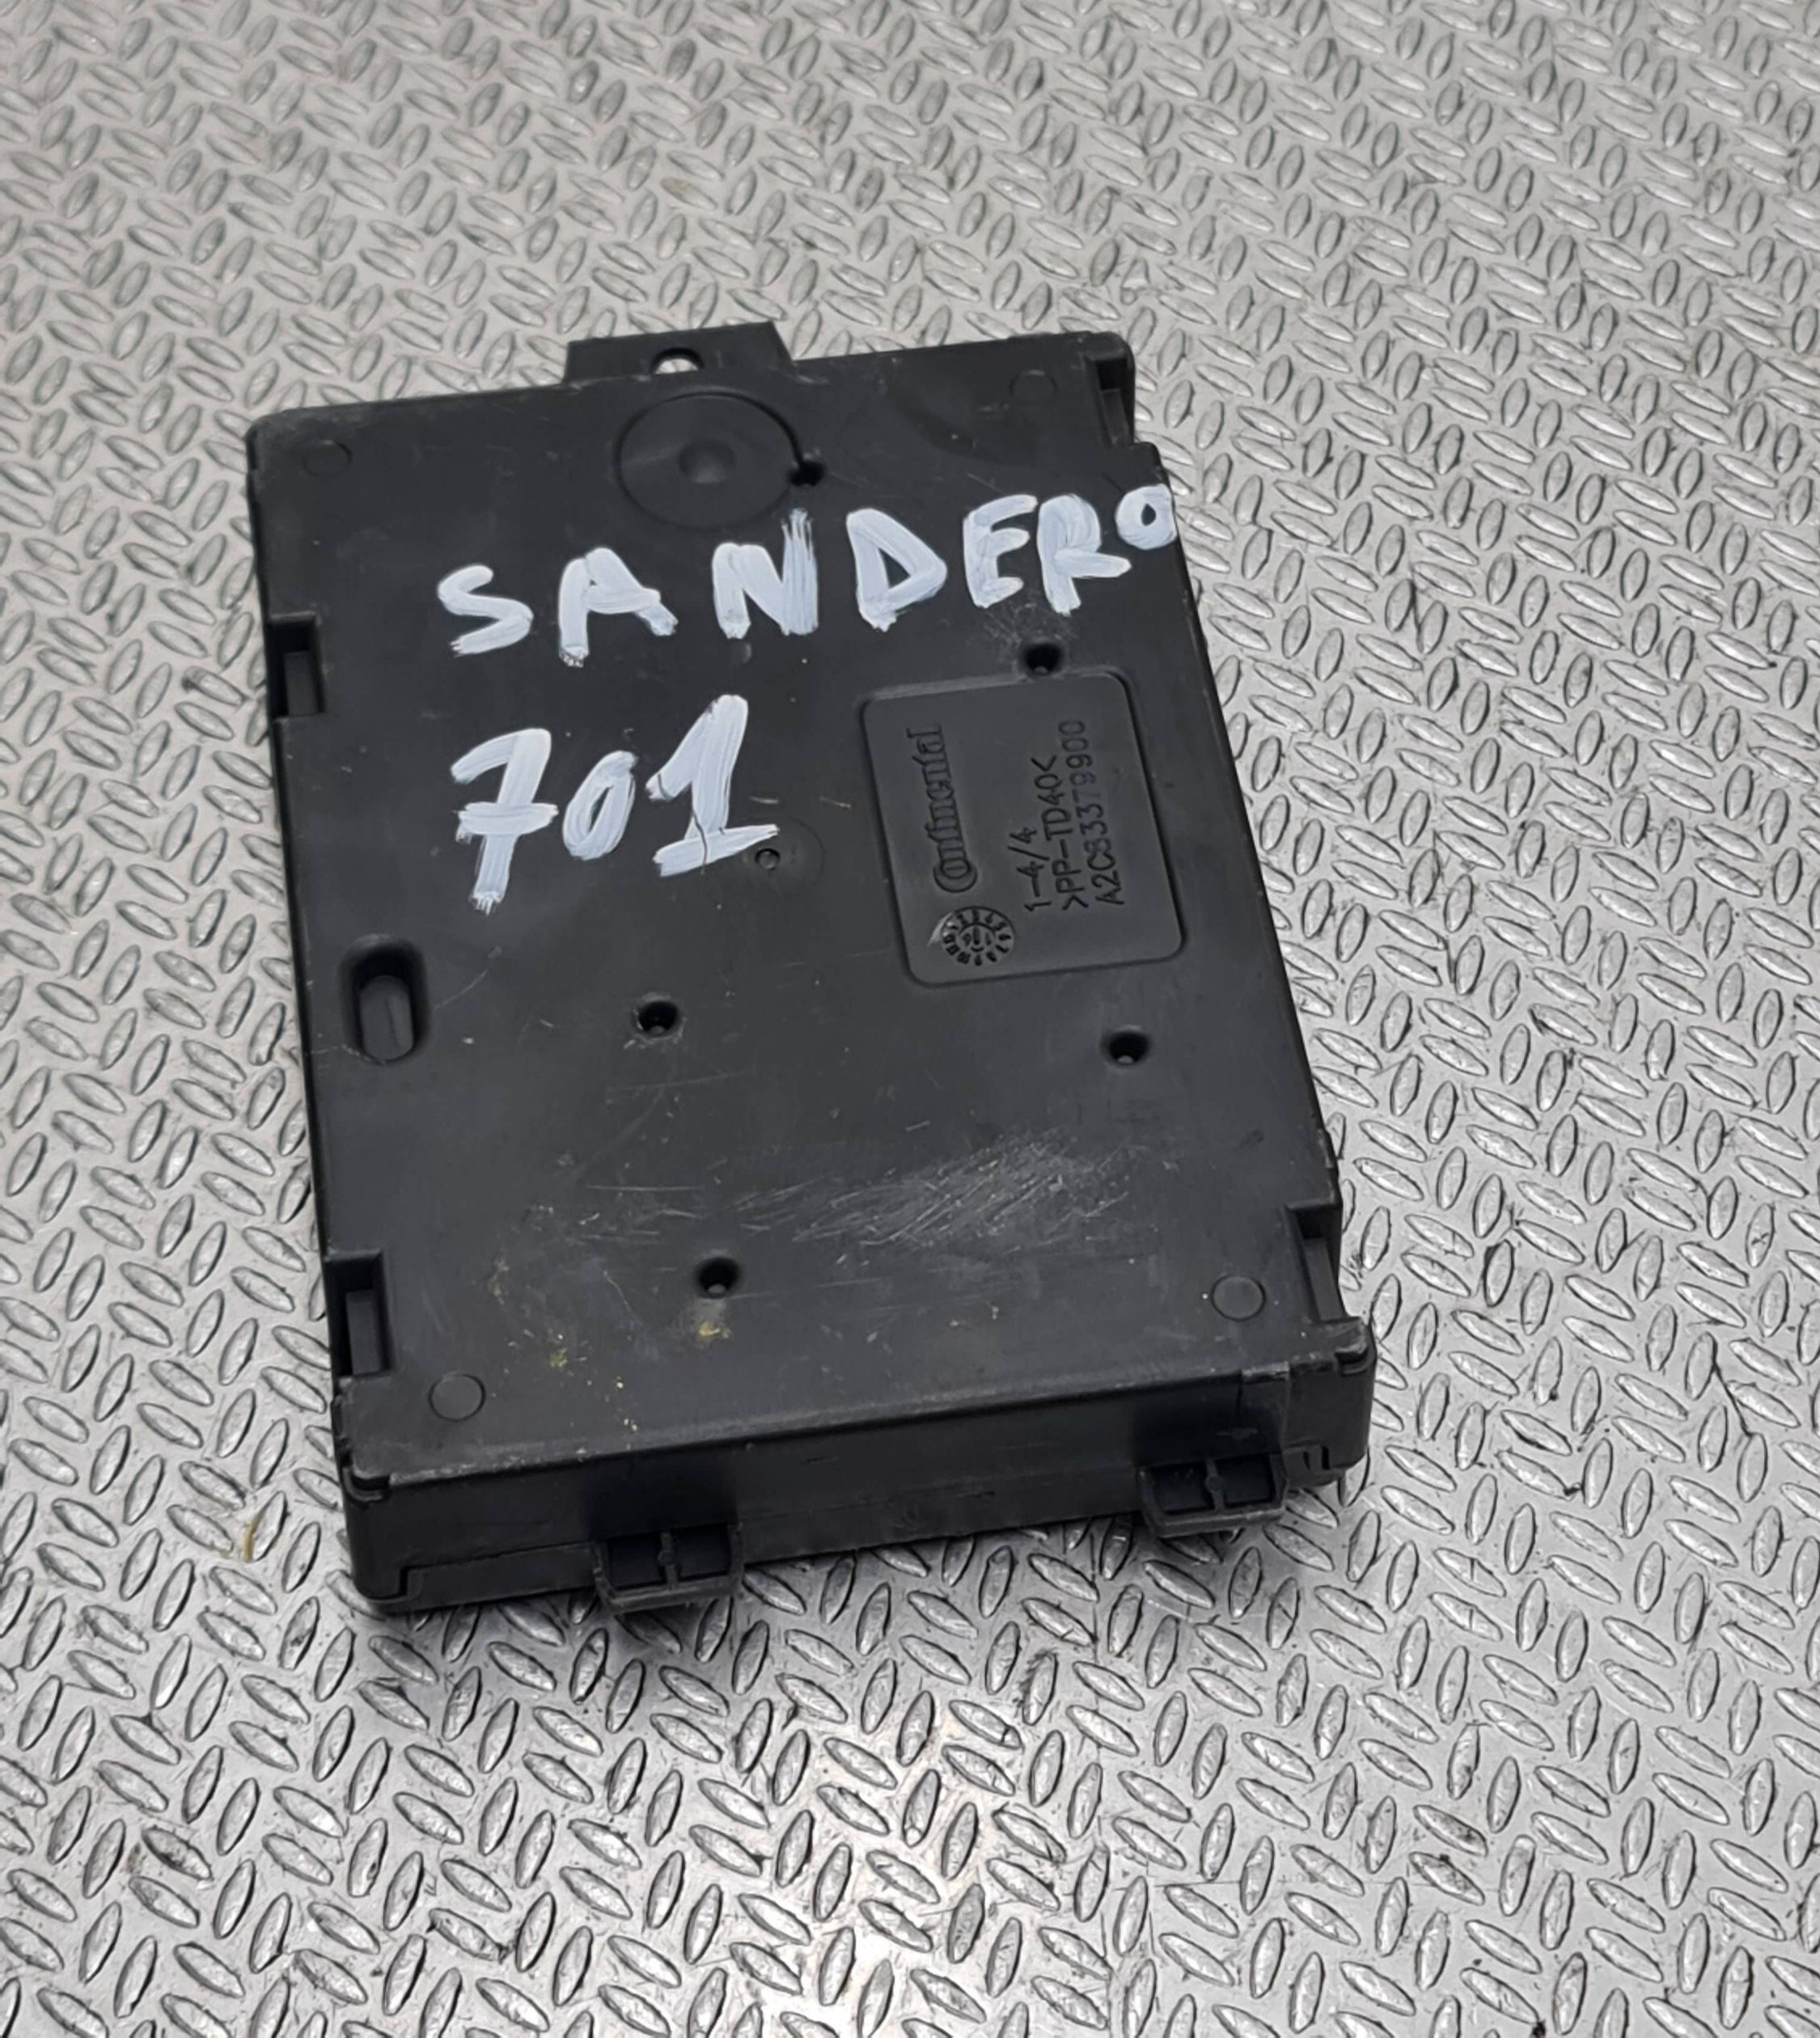 SANDERO
701
Continental
1-4/4
>PP-TD40<
A2C83379900